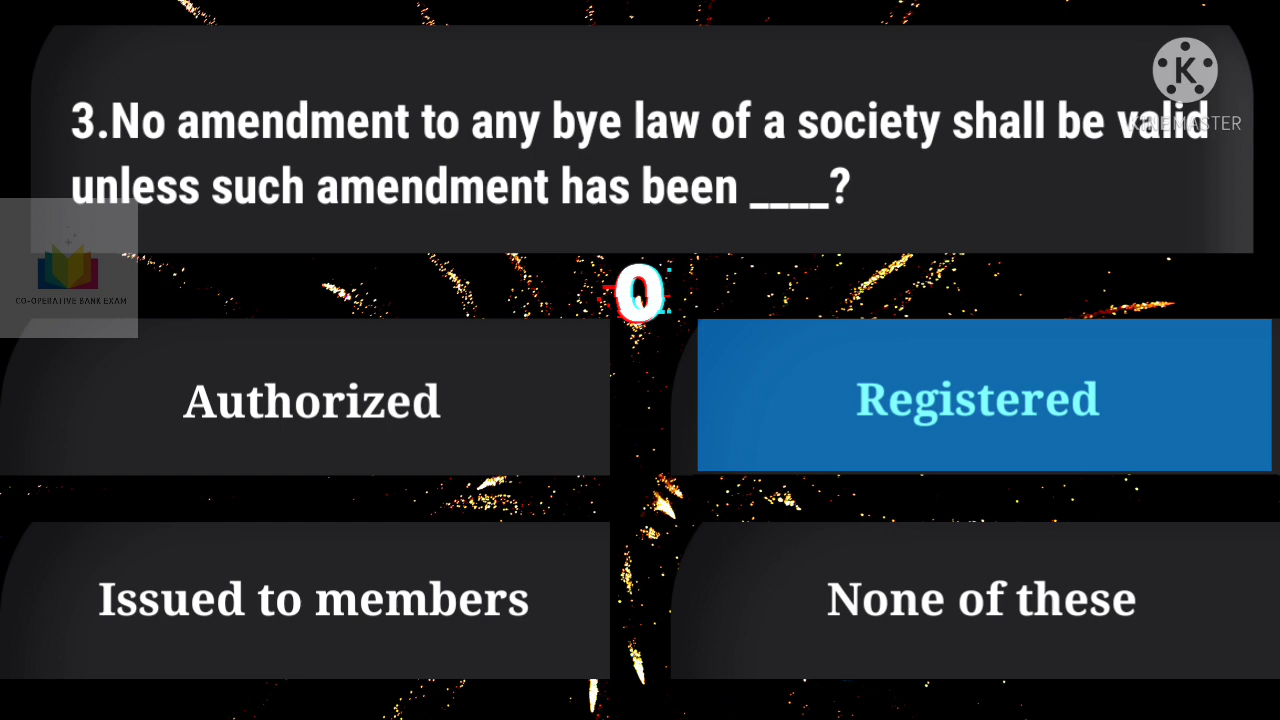 3.No amendment to any bye law of a society shall be valid
unless such amendment has been ____?
K
KINEMASTER
CO-OPERATIVE BANK EXAM
0
Authorized
Registered
Issued to members
None of these